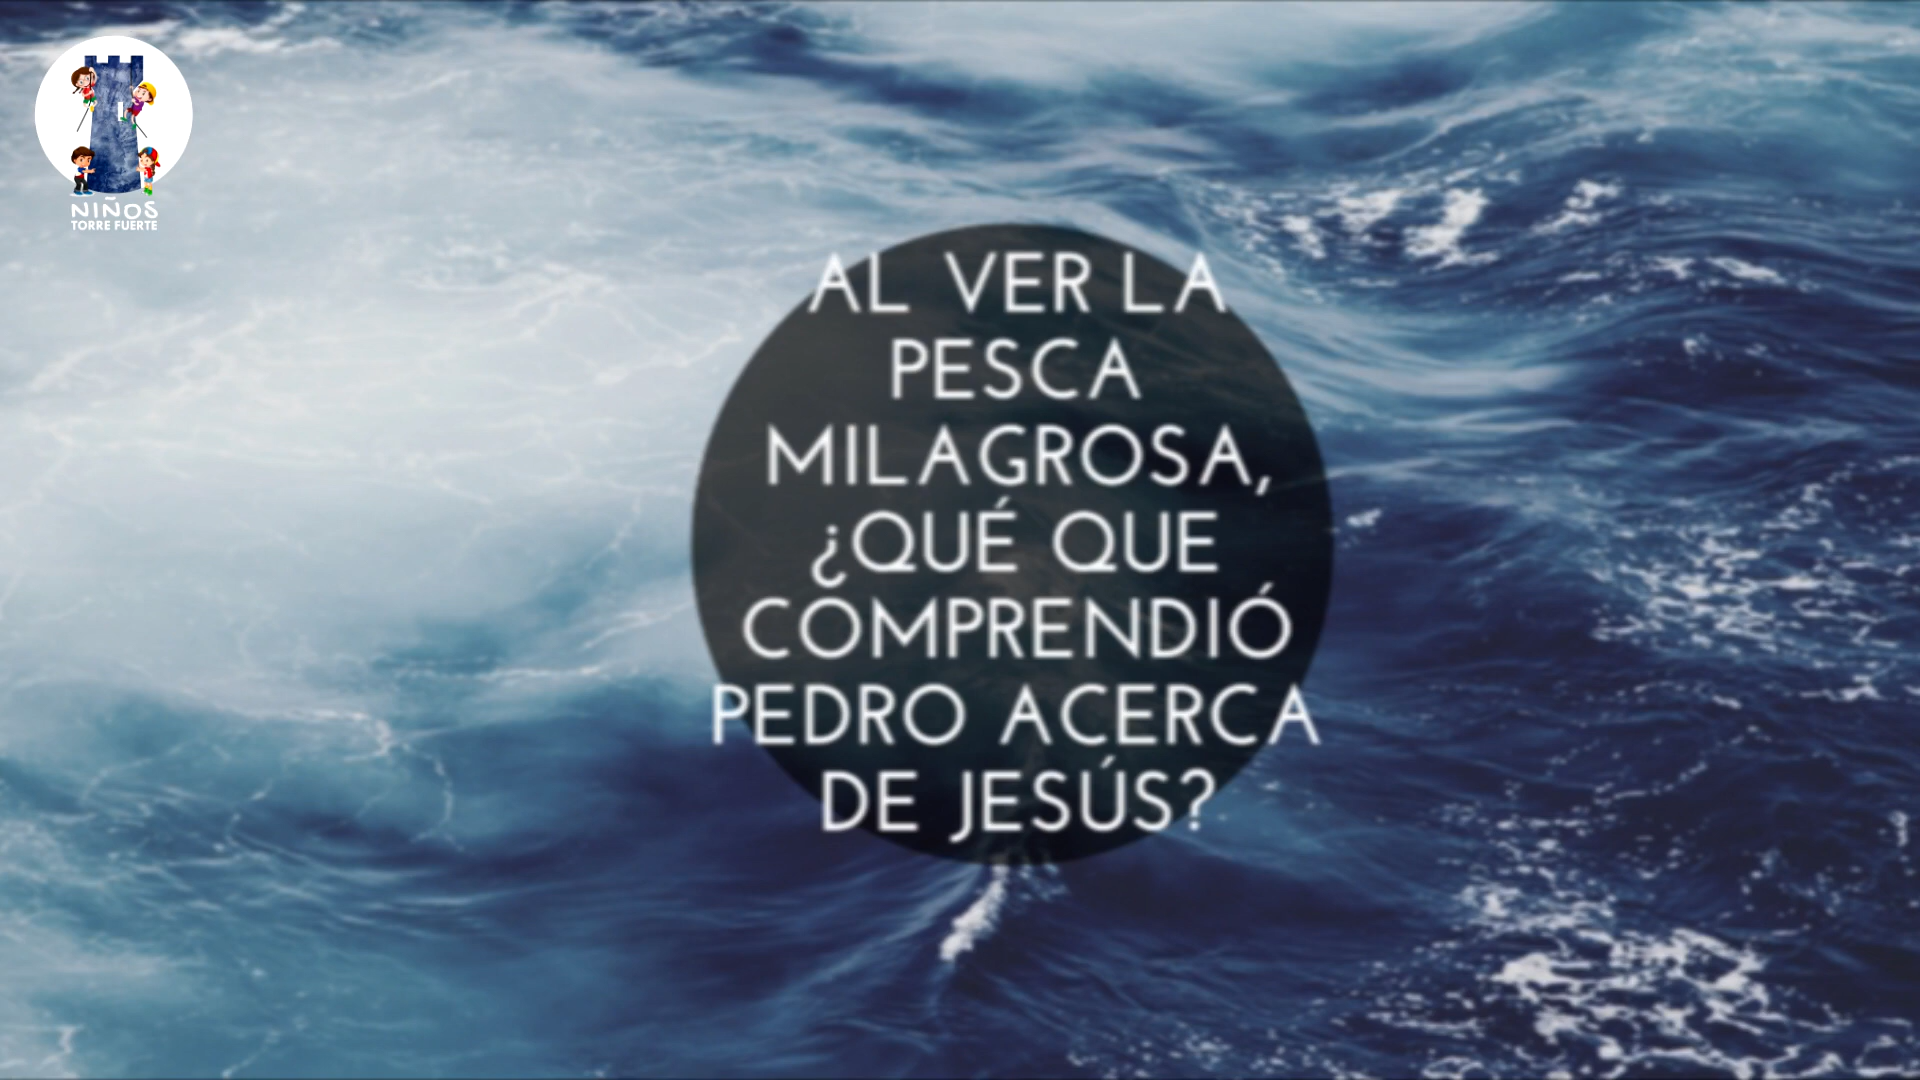 NIÑOS
TORRE FUERTE
AL VER LA
PESCA
MILAGROSA,
¿QUÉ QUE
COMPRENDIÓ
PEDRO ACERCA
DE JESÚS?